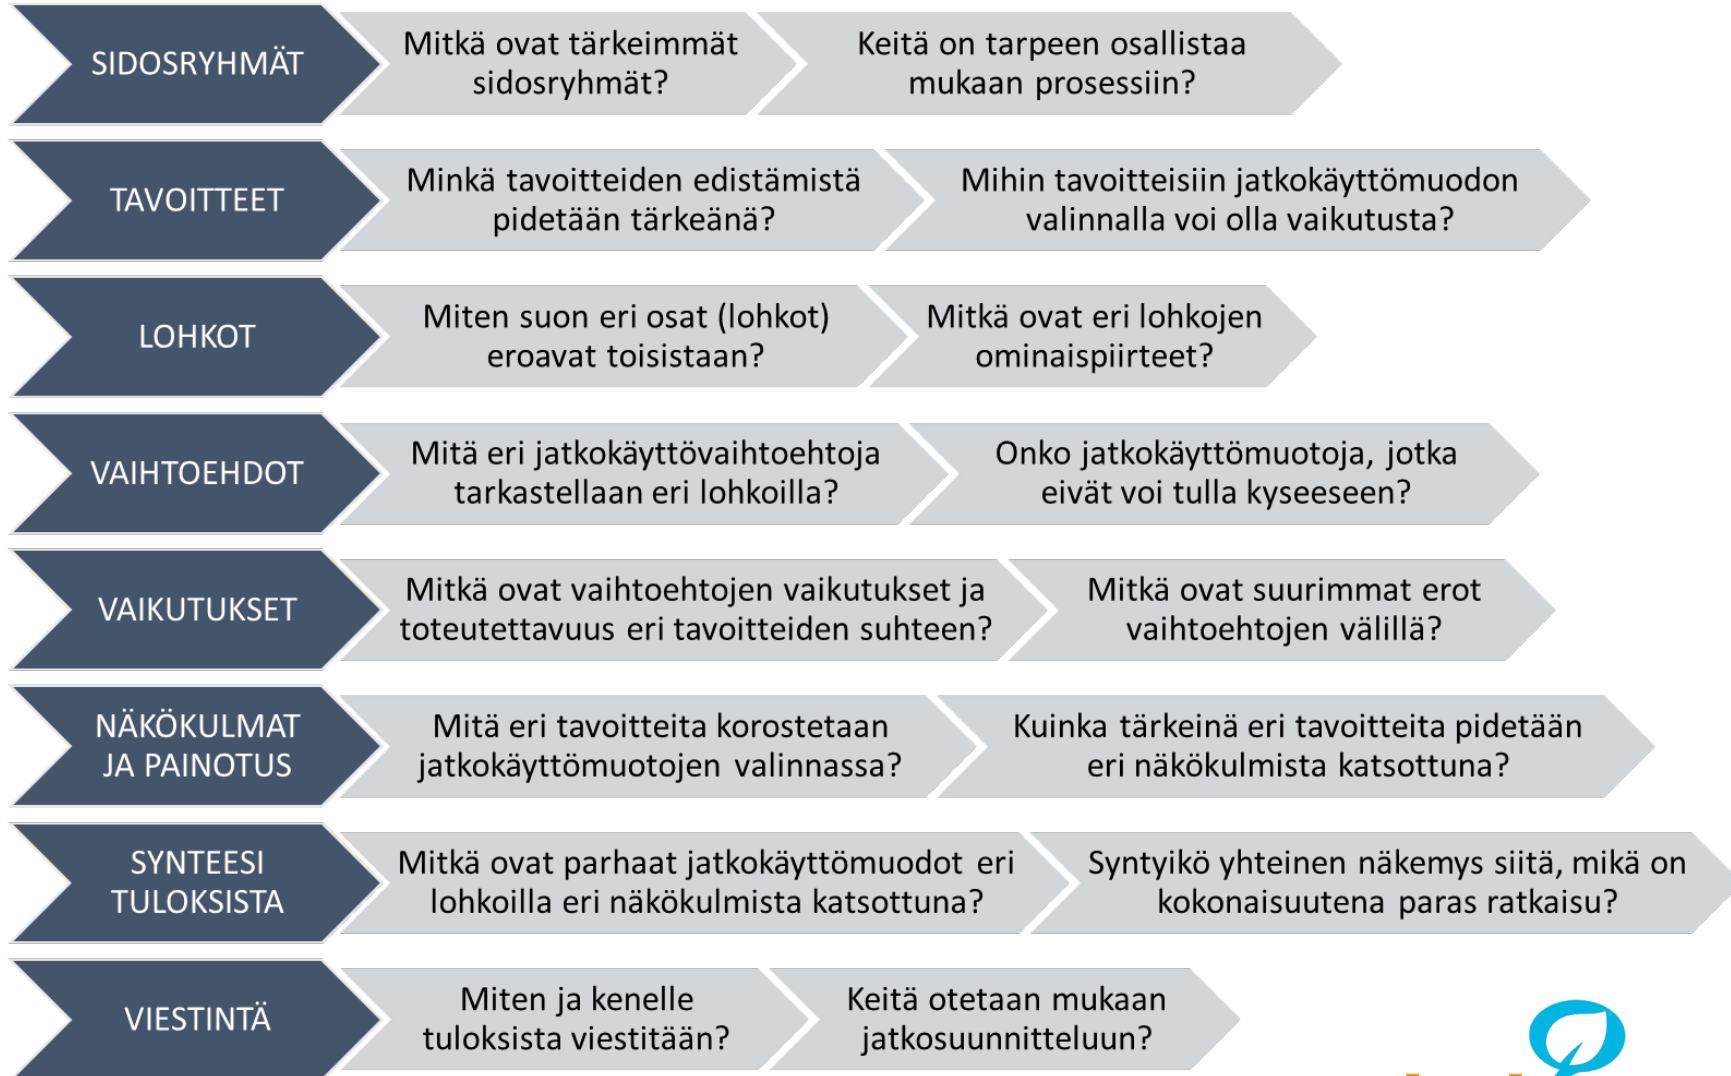 SIDOSRYHMÄT
Mitkä ovat tärkeimmät
sidosryhmät?
Keitä on tarpeen osallistaa
mukaan prosessiin?
TAVOITTEET
Minkä tavoitteiden edistämistä
pidetään tärkeänä?
Mihin tavoitteisiin jatkokäyttömuodon
valinnalla voi olla vaikutusta?
LOHKOT
Miten suon eri osat (lohkot)
eroavat toisistaan?
Mitkä ovat eri lohkojen
ominaispiirteet?
VAIHTOEHDOT
Mitä eri jatkokäyttövaihtoehtoja
tarkastellaan eri lohkoilla?
Onko jatkokäyttömuotoja, jotka
eivät voi tulla kyseeseen?
VAIKUTUKSET
Mitkä ovat vaihtoehtojen vaikutukset ja
toteutettavuus eri tavoitteiden suhteen?
Mitkä ovat suurimmat erot
vaihtoehtojen välillä?
NÄKÖKULMAT
JA PAINOTUS
Mitä eri tavoitteita korostetaan
jatkokäyttömuotojen valinnassa?
Kuinka tärkeinä eri tavoitteita pidetään
eri näkökulmista katsottuna?
SYNTEESI
TULOKSISTA
Mitkä ovat parhaat jatkokäyttömuodot eri
lohkoilla eri näkökulmista katsottuna?
Syntyikö yhteinen näkemys siitä, mikä on
kokonaisuutena paras ratkaisu?
VIESTINTÄ
Miten ja kenelle
tuloksista viestitään?
Keitä otetaan mukaan
jatkosuunnitteluun?